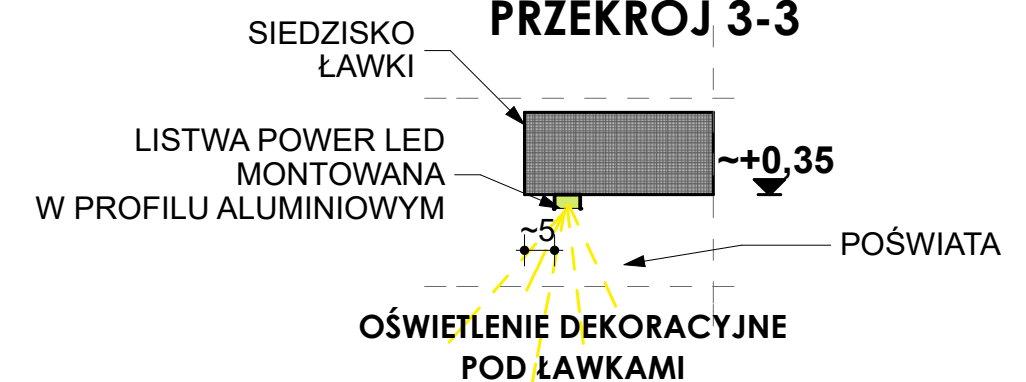 PRZEKRÓJ 3-3
SIEDZISKO
ŁAWKI
LISTWA POWER LED
MONTOWANA
W PROFILU ALUMINIOWYM
~+0,35
~5
POŚWIATA
OŚWIETLENIE DEKORACYJNE
POD ŁAWKAMI